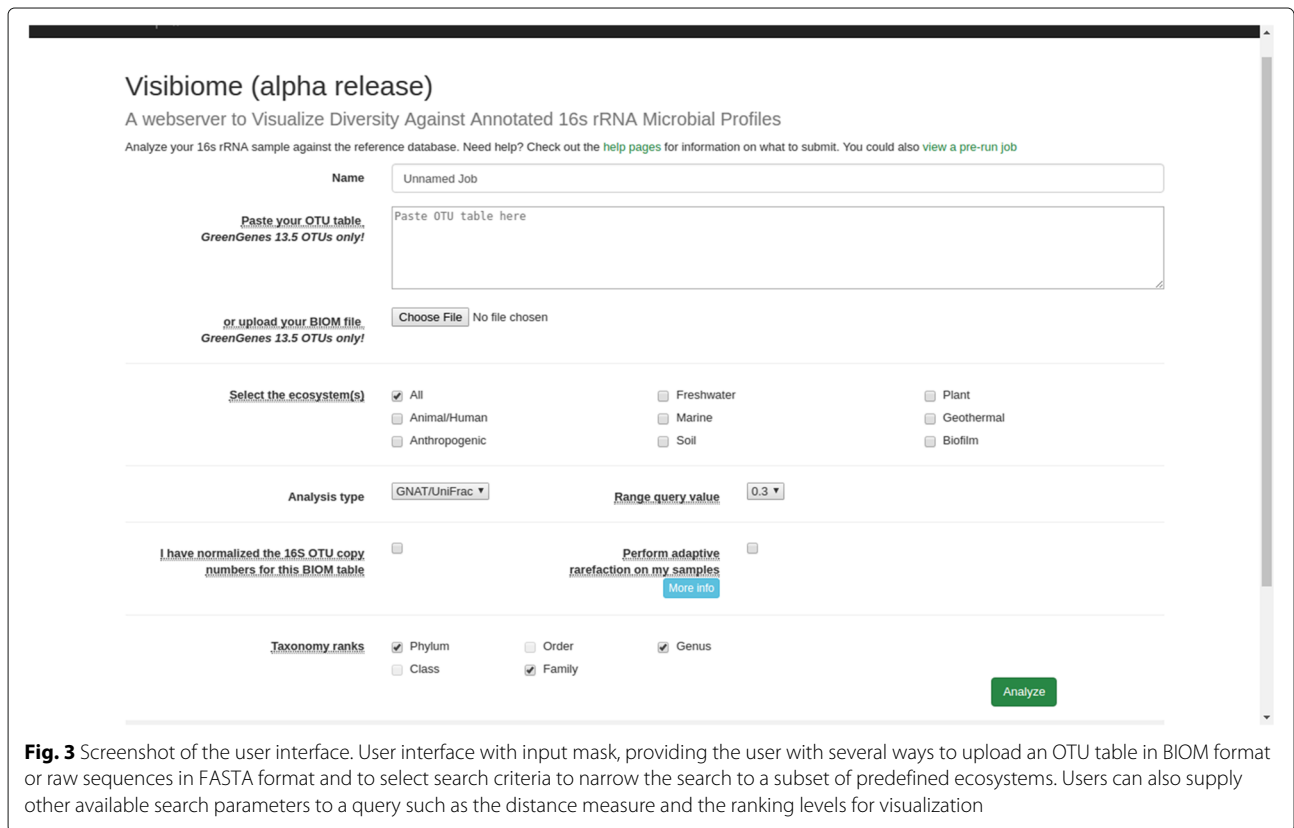 Visibiome (alpha release)
A webserver to Visualize Diversity Against Annotated 16s rRNA Microbial Profiles
Analyze your 16s rRNA sample against the reference database. Need help? Check out the help pages for information on what to submit. You could also view a pre-run job
Name
Unnamed Job
Paste your OTU table
GreenGenes 13.5 OTUs only!
Paste OTU table here
or upload your BIOM file
GreenGenes 13.5 OTUs only!
Choose File No file chosen
Select the ecosystem(s)
All Freshwater Plant
Animal/Human Marine Geothermal
Anthropogenic Soil Biofilm
Analysis type GNAT/UniFrac Range query value 0.3
I have normalized the 16S OTU copy
numbers for this BIOM table
Perform adaptive
rarefaction on my samples
More info
Taxonomy ranks Phylum Order Genus
Class Family
Analyze
Fig. 3 Screenshot of the user interface. User interface with input mask, providing the user with several ways to upload an OTU table in BIOM format
or raw sequences in FASTA format and to select search criteria to narrow the search to a subset of predefined ecosystems. Users can also supply
other available search parameters to a query such as the distance measure and the ranking levels for visualization